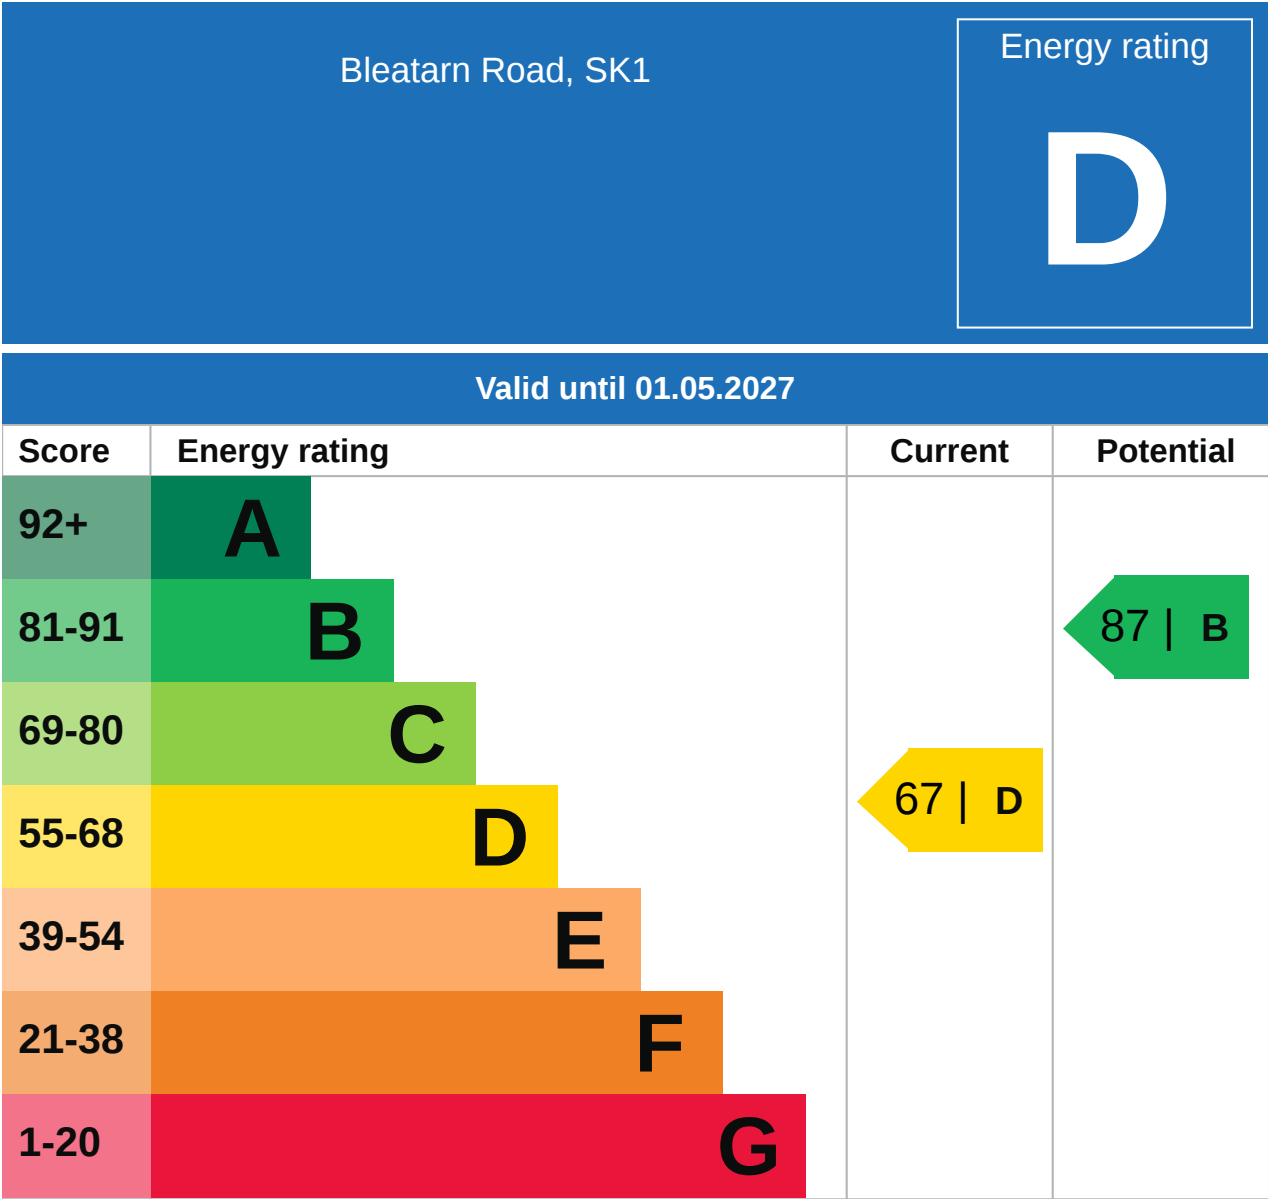 Bleatarn Road, SK1
Energy rating
D
Valid until 01.05.2027
Score Energy rating Current Potential
92+ A
81-91 B 87 | B
69-80 C
55-68 D 67 | D
39-54 E
21-38 F
1-20 G